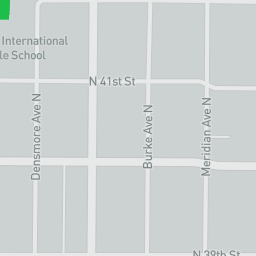 International
le School
N 41st St
Densmore Ave N
Burke Ave N
Meridian Ave N
N 39th St